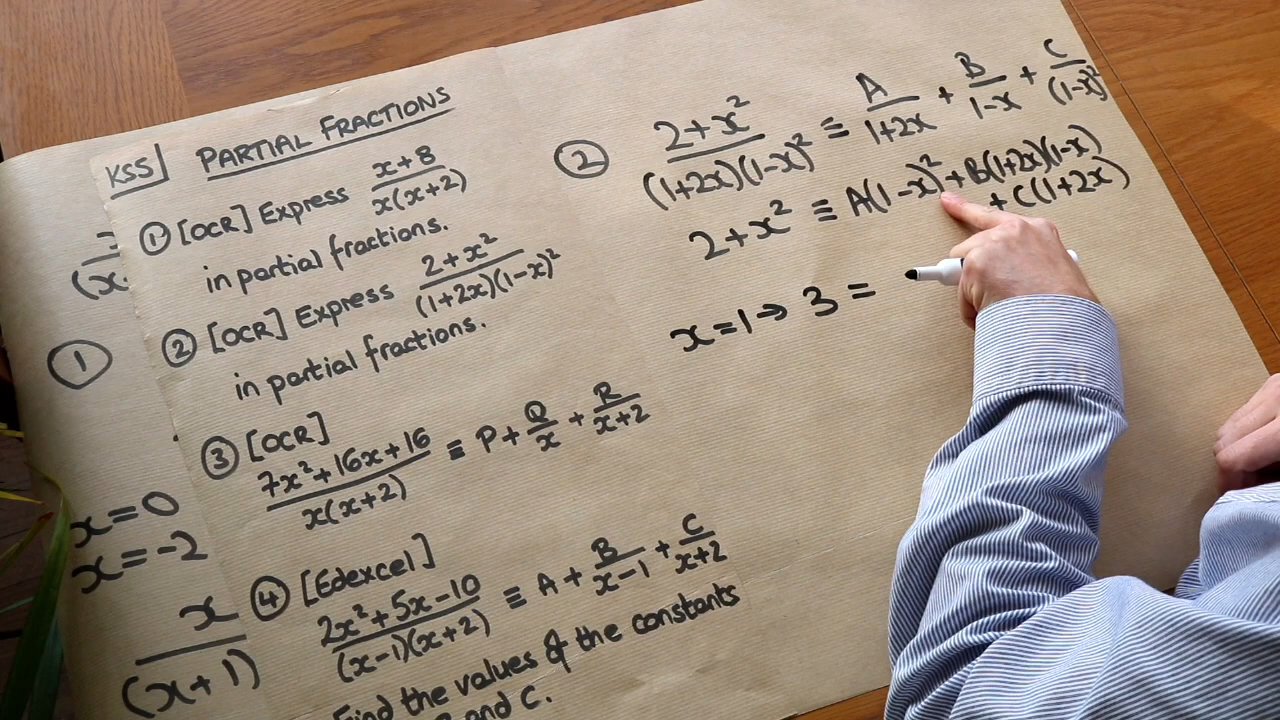 KS5 PARTIAL FRACTIONS
① [OCR] Express x+8 / x(x+2)
in partial fractions.
② [OCR] Express 2+x² / (1+2x)(1-x)²
in partial fractions.
③ [OCR]
7x²+16x+16 / x(x+2) ≡ P + Q/x + R/x+2
④ [Edexcel]
2x²+5x-10 / (x-1)(x+2) ≡ A + B/x-1 + C/x+2
Find the values of the constants
and C.
①
x=0
x=-2
x / (x+1)
② 2+x² / (1+2x)(1-x)² ≡ A/1+2x + B/1-x + C/(1-x)²
2+x² ≡ A(1-x)² + B(1+2x)(1-x)
+ C(1+2x)
x=1 → 3 =